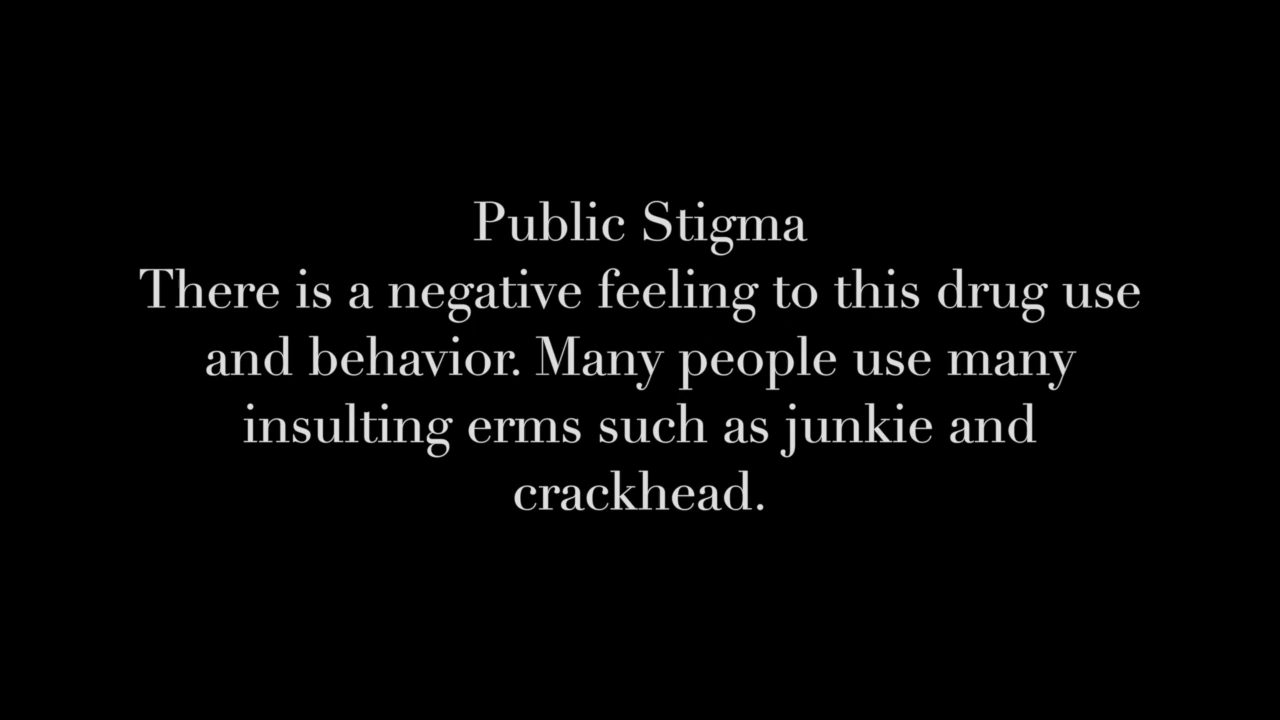 Public Stigma
There is a negative feeling to this drug use
and behavior. Many people use many
insulting erms such as junkie and
crackhead.